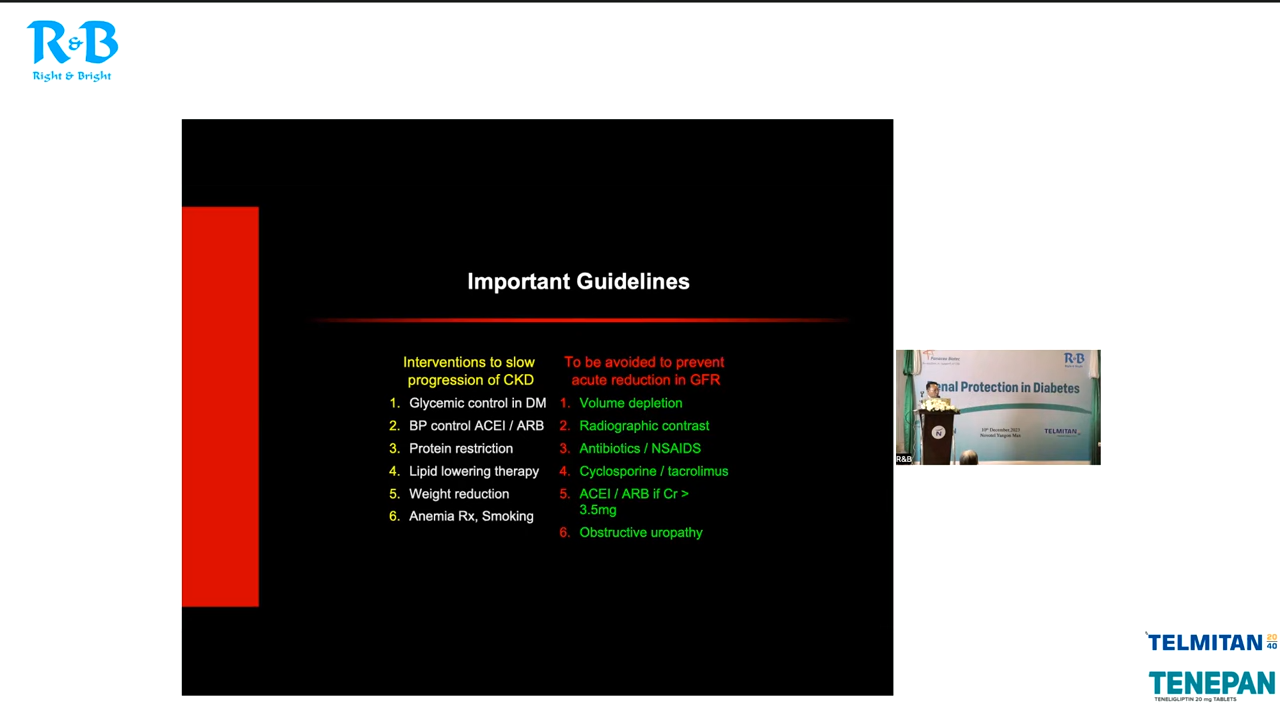 R&B
Right & Bright
Important Guidelines
Interventions to slow
progression of CKD
1. Glycemic control in DM
2. BP control ACEI / ARB
3. Protein restriction
4. Lipid lowering therapy
5. Weight reduction
6. Anemia Rx, Smoking
To be avoided to prevent
acute reduction in GFR
1. Volume depletion
2. Radiographic contrast
3. Antibiotics / NSAIDS
4. Cyclosporine / tacrolimus
5. ACEI / ARB if Cr >
3.5mg
6. Obstructive uropathy
R&B
enal Protection in Diabetes
TELMITAN
R&B
TELMITAN 20
40
TENEPAN
TENELIGLIPTIN 20 mg TABLETS